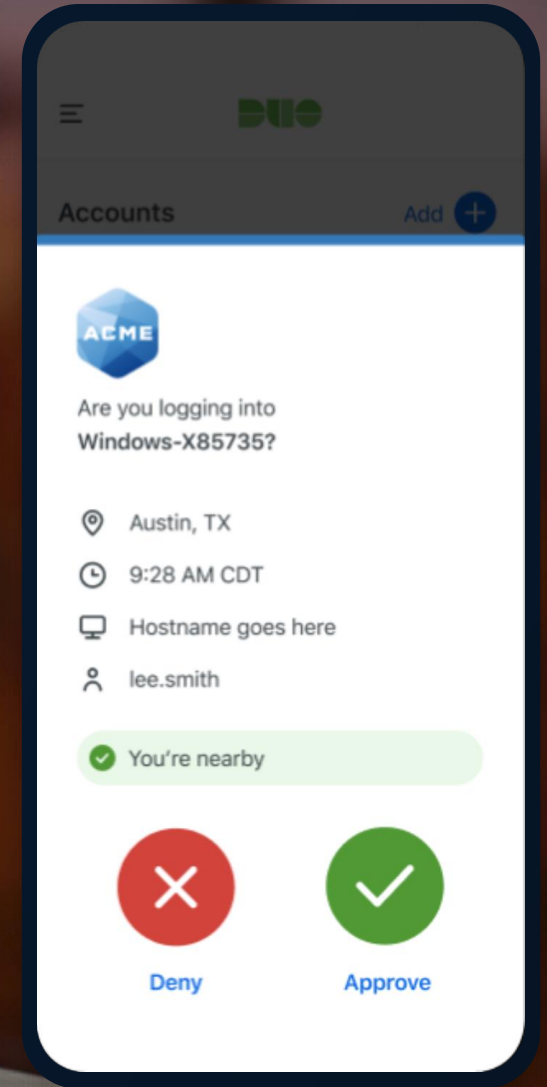 DUO
Accounts
Add
ACME
Are you logging into
Windows-X85735?
Austin, TX
9:28 AM CDT
Hostname goes here
lee.smith
You're nearby
Deny
Approve